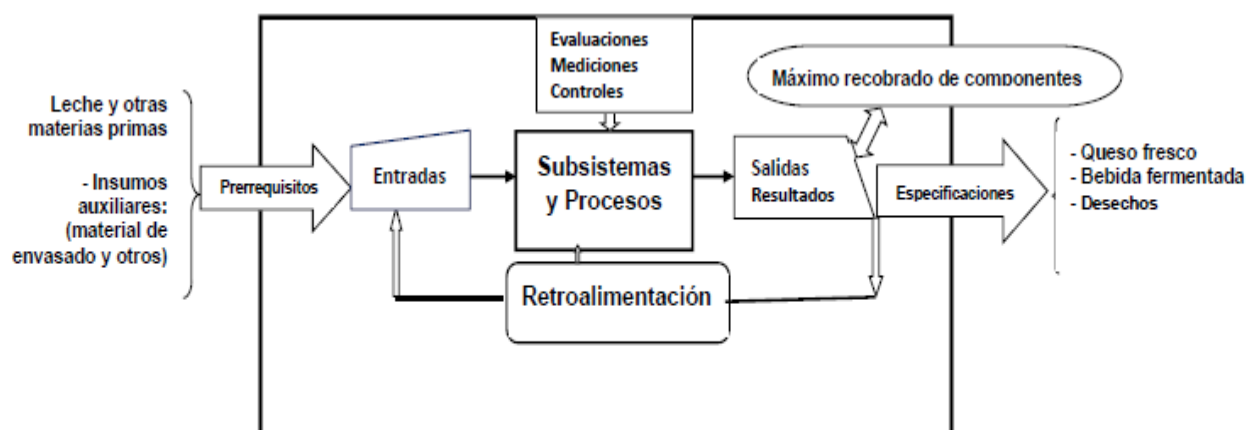 Evaluaciones
Mediciones
Controles
Máximo recobrado de componentes
Leche y otras
materias primas
- Insumos
auxiliares:
(material de
envasado y otros)
Prerrequisitos
Entradas
Subsistemas
y Procesos
Salidas
Resultados
Especificaciones
- Queso fresco
- Bebida fermentada
- Desechos
Retroalimentación